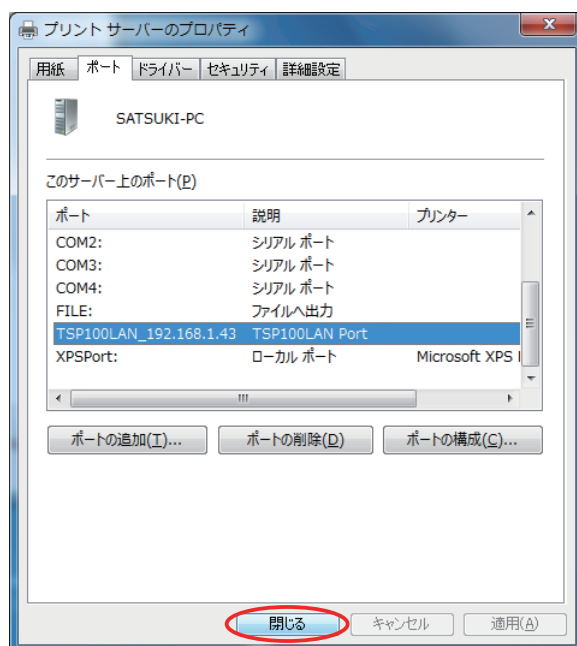 プリント サーバーのプロパティ
用紙 ポート ドライバー セキュリティ 詳細設定
SATSUKI-PC
このサーバー上のポート(P)
ポート 説明 プリンター
COM2: シリアル ポート
COM3: シリアル ポート
COM4: シリアル ポート
FILE: ファイルへ出力
TSP100LAN_192.168.1.43 TSP100LAN Port
XPSPort: ローカル ポート Microsoft XPS
ポートの追加(T)... ポートの削除(D) ポートの構成(C)...
閉じる キャンセル 適用(A)